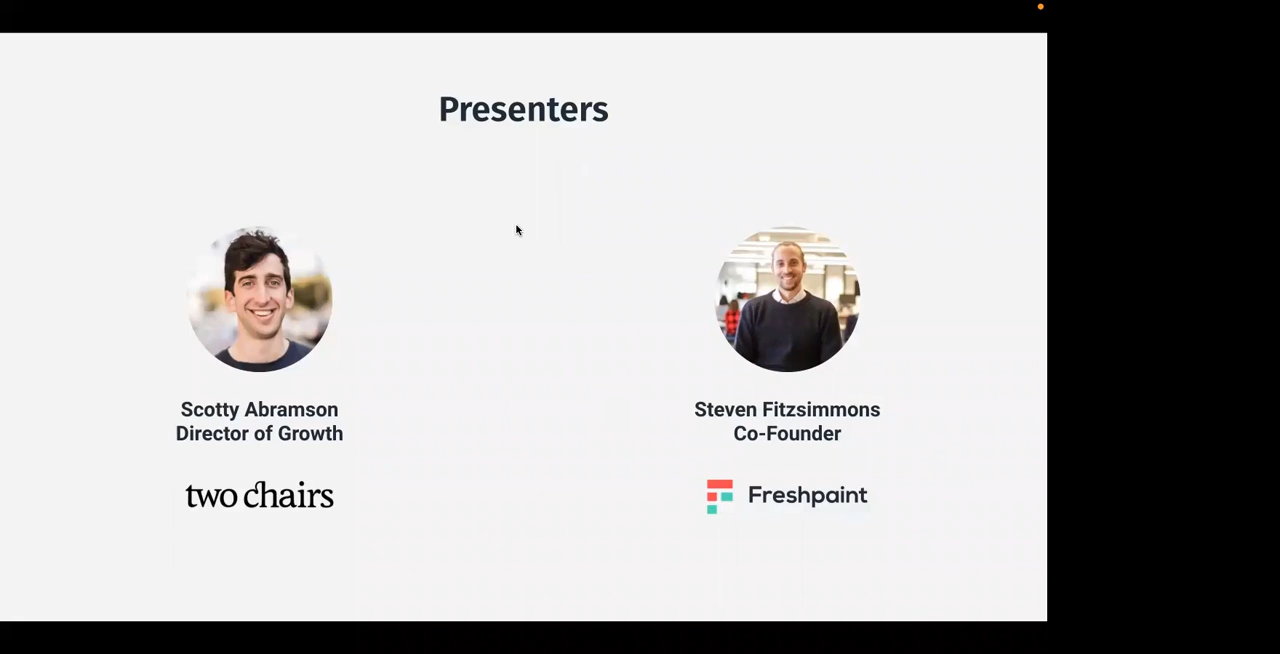 Presenters
Scotty Abramson
Director of Growth
two chairs
Steven Fitzsimmons
Co-Founder
Freshpaint